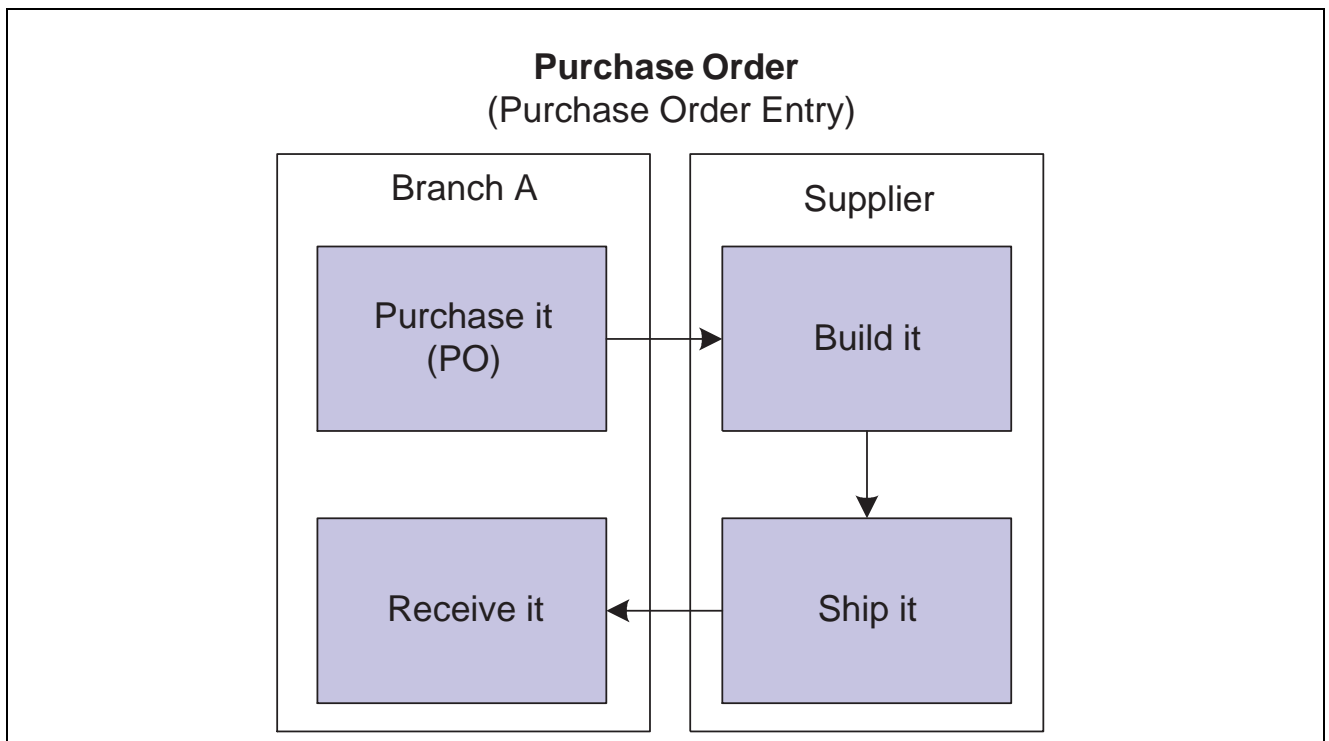 Purchase Order
(Purchase Order Entry)
Branch A
Supplier
Purchase it
(PO)
Build it
Receive it
Ship it